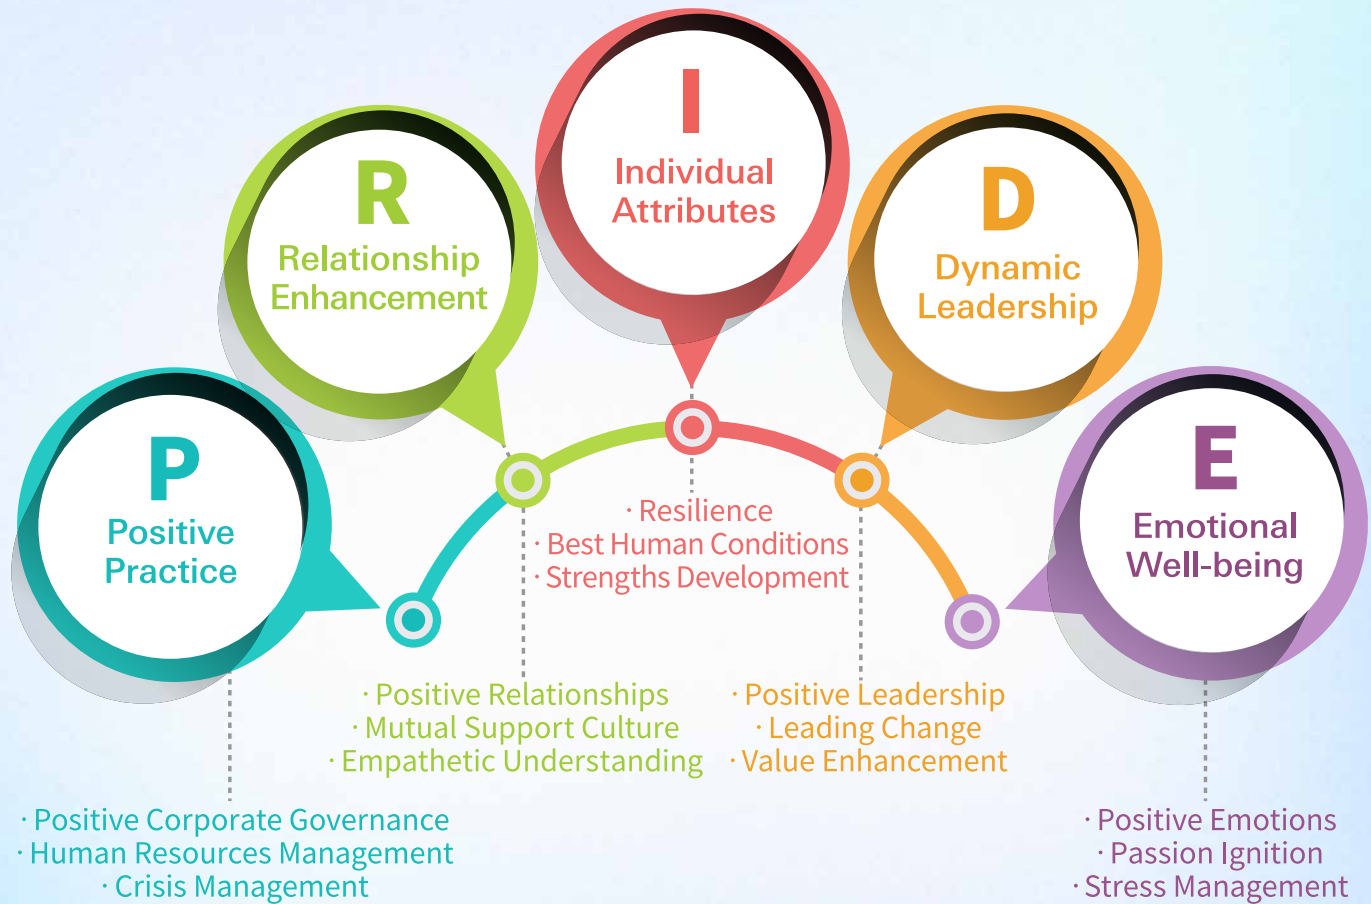 P
Positive
Practice
· Positive Corporate Governance
· Human Resources Management
· Crisis Management
R
Relationship
Enhancement
· Positive Relationships
· Mutual Support Culture
· Empathetic Understanding
I
Individual
Attributes
· Resilience
· Best Human Conditions
· Strengths Development
D
Dynamic
Leadership
· Positive Leadership
· Leading Change
· Value Enhancement
E
Emotional
Well-being
· Positive Emotions
· Passion Ignition
· Stress Management